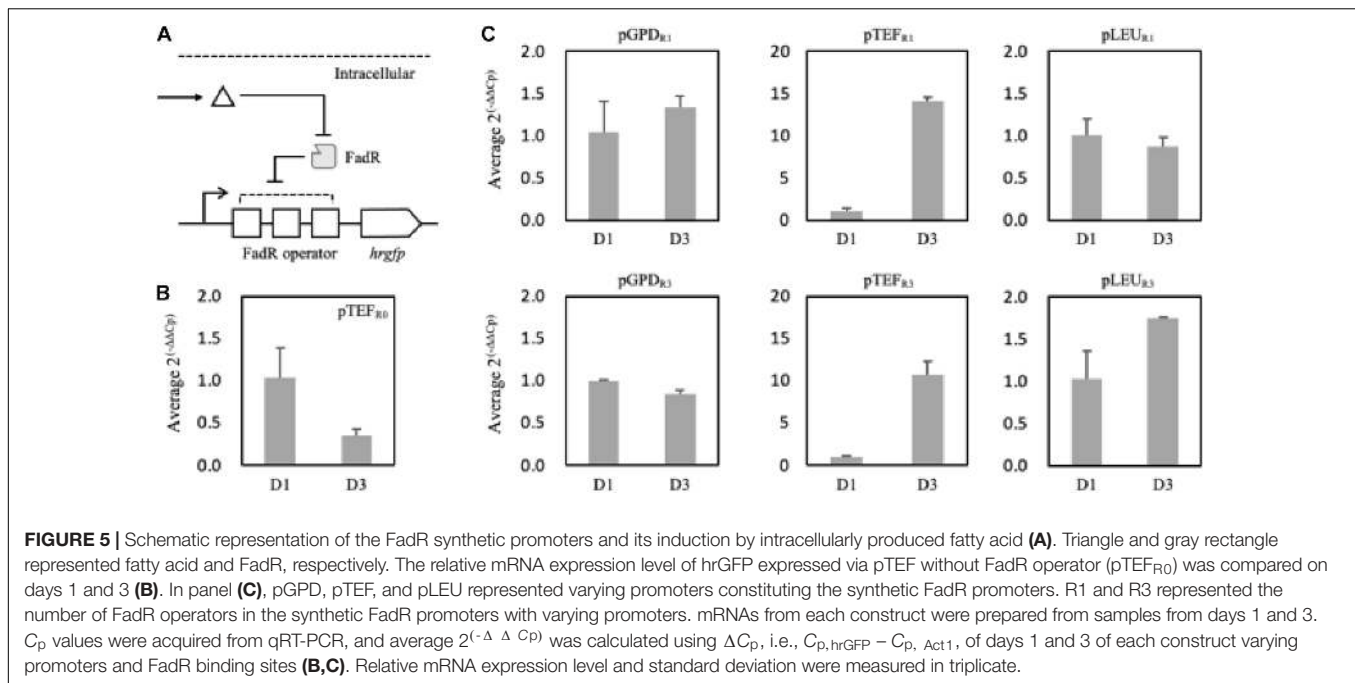 A
Intracellular
FadR
FadR operator
hrgfp
B
pTEFR0
Average 2(-ΔΔCp)
2.0
1.5
1.0
0.5
0.0
D1 D3
C
pGPDR1
Average 2(-ΔΔCp)
2.0
1.5
1.0
0.5
0.0
D1 D3
pTEFR1
20
15
10
5
0
D1 D3
pLEUR1
2.0
1.5
1.0
0.5
0.0
D1 D3
pGPDR3
Average 2(-ΔΔCp)
2.0
1.5
1.0
0.5
0.0
D1 D3
pTEFR3
20
15
10
5
0
D1 D3
pLEUR3
2.0
1.5
1.0
0.5
0.0
D1 D3
FIGURE 5 | Schematic representation of the FadR synthetic promoters and its induction by intracellularly produced fatty acid (A). Triangle and gray rectangle
represented fatty acid and FadR, respectively. The relative mRNA expression level of hrGFP expressed via pTEF without FadR operator (pTEFR0) was compared on
days 1 and 3 (B). In panel (C), pGPD, pTEF, and pLEU represented varying promoters constituting the synthetic FadR promoters. R1 and R3 represented the
number of FadR operators in the synthetic FadR promoters with varying promoters. mRNAs from each construct were prepared from samples from days 1 and 3.
Cp values were acquired from qRT-PCR, and average 2(-Δ Δ Cp) was calculated using ΔCp, i.e., Cp,hrGFP – Cp, Act1, of days 1 and 3 of each construct varying
promoters and FadR binding sites (B,C). Relative mRNA expression level and standard deviation were measured in triplicate.